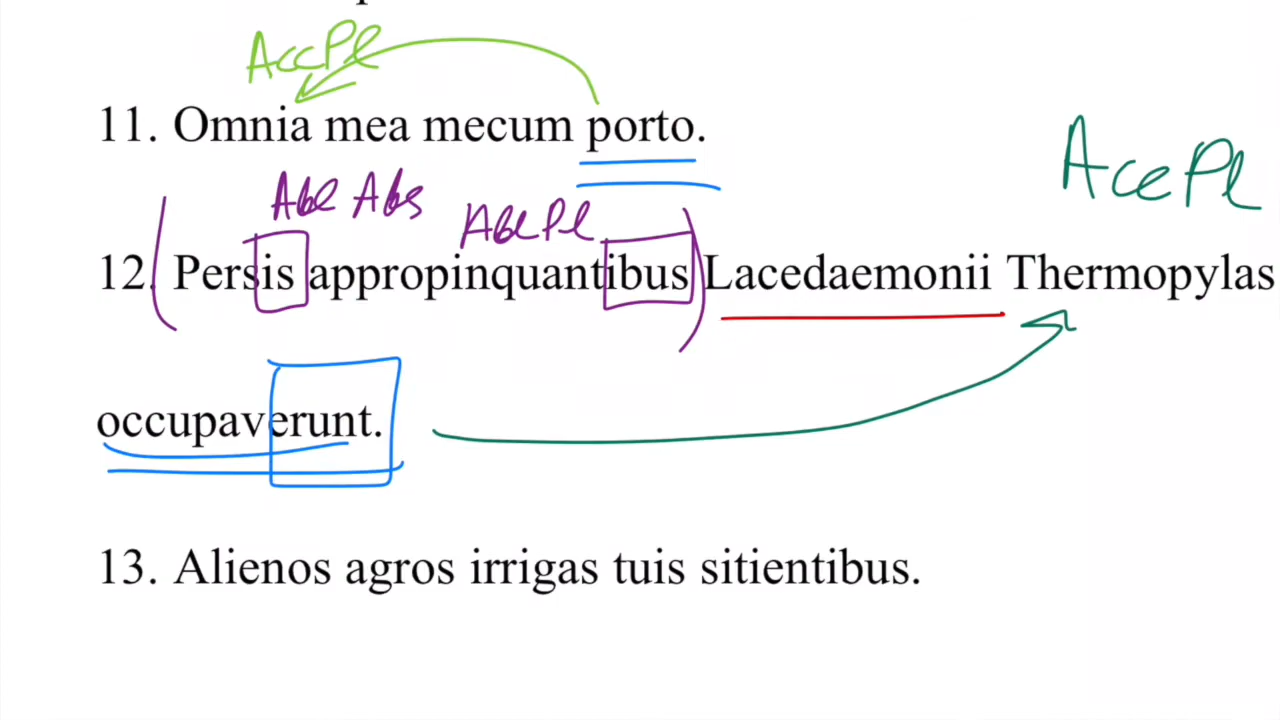 AccPl
11. Omnia mea mecum porto.
Abl Abs
AblPl
AccPl
12. Persis appropinquantibus Lacedaemonii Thermopylas
occupaverunt.
13. Alienos agros irrigas tuis sitientibus.